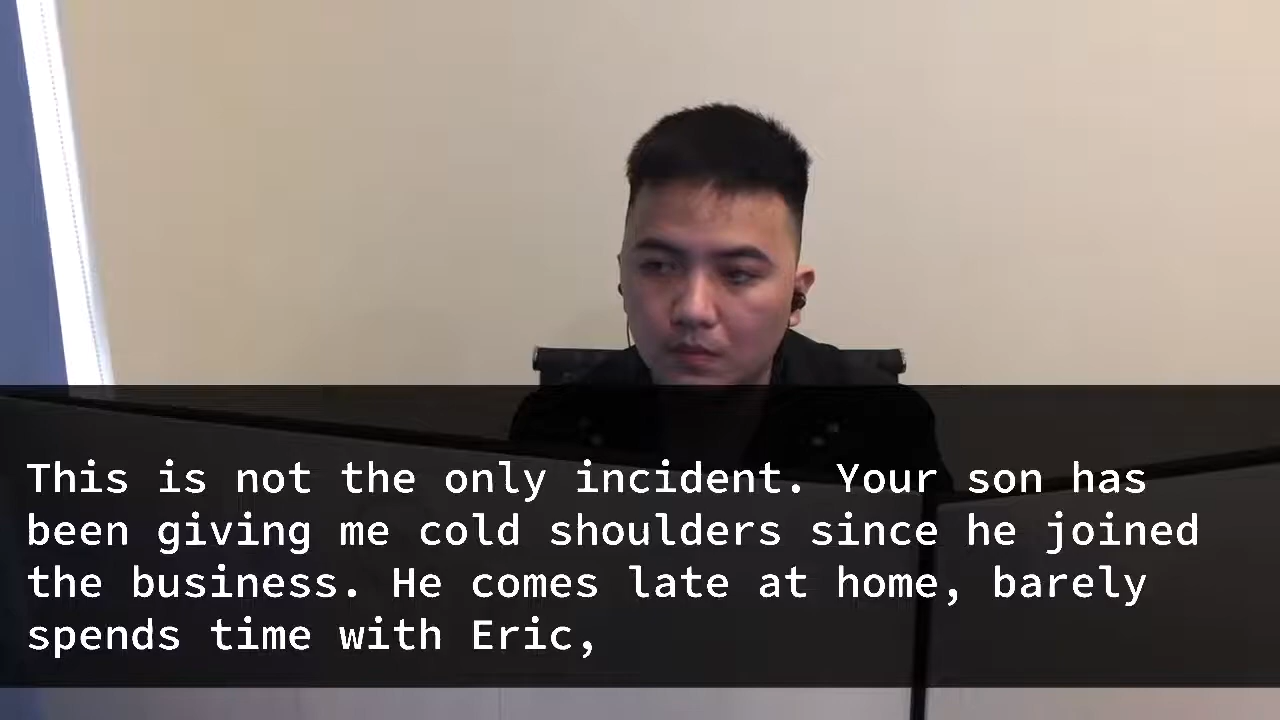 This is not the only incident. Your son has
been giving me cold shoulders since he joined
the business. He comes late at home, barely
spends time with Eric,